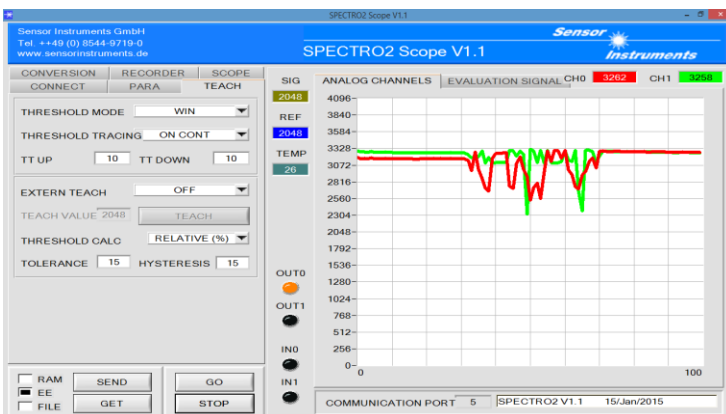 SPECTRO2 Scope V1.1
Sensor Instruments GmbH
Tel. ++49 (0) 8544-9719-0
www.sensorinstruments.de
SPECTRO2 Scope V1.1
Sensor
Instruments
CONVERSION RECORDER SCOPE
CONNECT PARA TEACH
THRESHOLD MODE WIN
THRESHOLD TRACING ON CONT
TT UP 10 TT DOWN 10
EXTERN TEACH OFF
TEACH VALUE 2048 TEACH
THRESHOLD CALC RELATIVE (%)
TOLERANCE 15 HYSTERESIS 15
RAM
EE
FILE
SEND GO
GET STOP
SIG
2048
REF
2048
TEMP
26
OUT0
OUT1
IN0
IN1
ANALOG CHANNELS EVALUATION SIGNAL CH0 3262 CH1 3258
4096
3840
3584
3328
3072
2816
2560
2304
2048
1792
1536
1280
1024
768
512
256
0
0 100
COMMUNICATION PORT 5 SPECTRO2 V1.1 15/Jan/2015